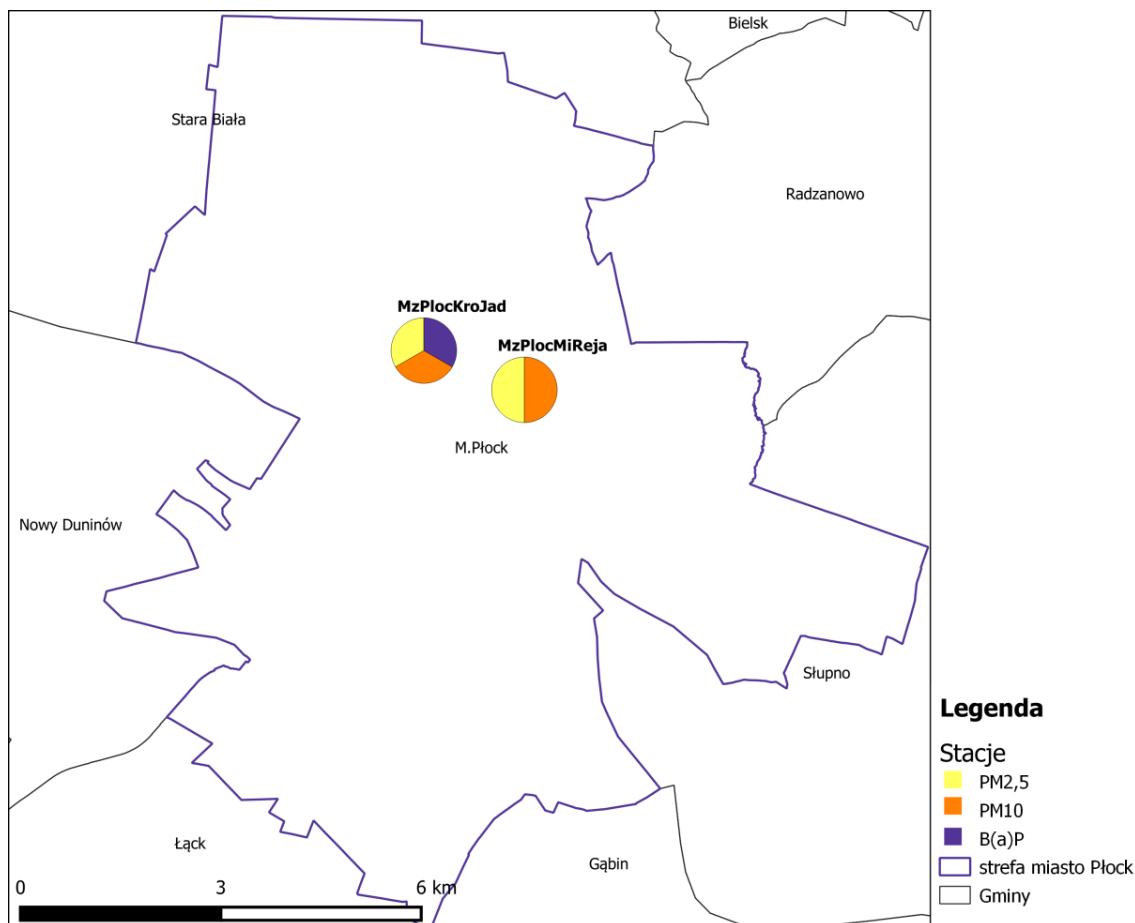 Bielsk
Stara Biała
Radzanowo
MzPlocKroJad
MzPlocMiReja
M.Płock
Nowy Duninów
Słupno
Łąck
Gąbin
0 3 6 km
Legenda
Stacje
PM2,5
PM10
B(a)P
strefa miasto Płock
Gminy